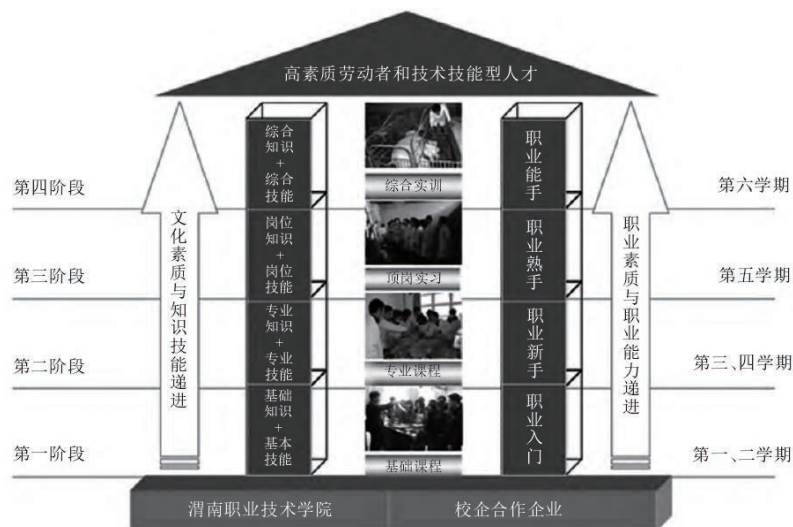 高素质劳动者和技术技能型人才
第四阶段
综合
知识
+
综合
技能
综合实训
职业能手
第六学期
第三阶段
岗位
知识
+
岗位
技能
顶岗实习
职业熟手
第五学期
第二阶段
专业
知识
+
专业
技能
专业课程
职业新手
第三、四学期
第一阶段
基础
知识
+
基本
技能
基础课程
职业入门
第一、二学期
文化素质与知识技能递进
职业素质与职业能力递进
渭南职业技术学院
校企合作企业